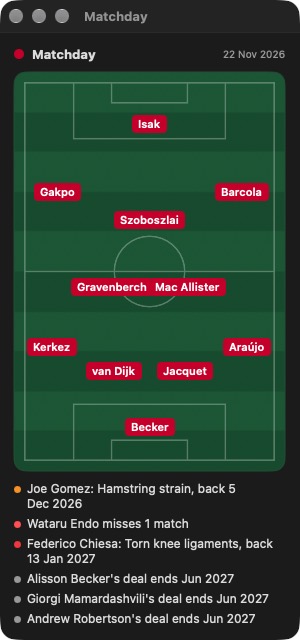 Matchday
Matchday 22 Nov 2026
Isak
Gakpo Barcola
Szoboszlai
Gravenberch Mac Allister
Kerkez Araújo
van Dijk Jacquet
Becker
Joe Gomez: Hamstring strain, back 5
Dec 2026
Wataru Endo misses 1 match
Federico Chiesa: Torn knee ligaments, back
13 Jan 2027
Alisson Becker's deal ends Jun 2027
Giorgi Mamardashvili's deal ends Jun 2027
Andrew Robertson's deal ends Jun 2027